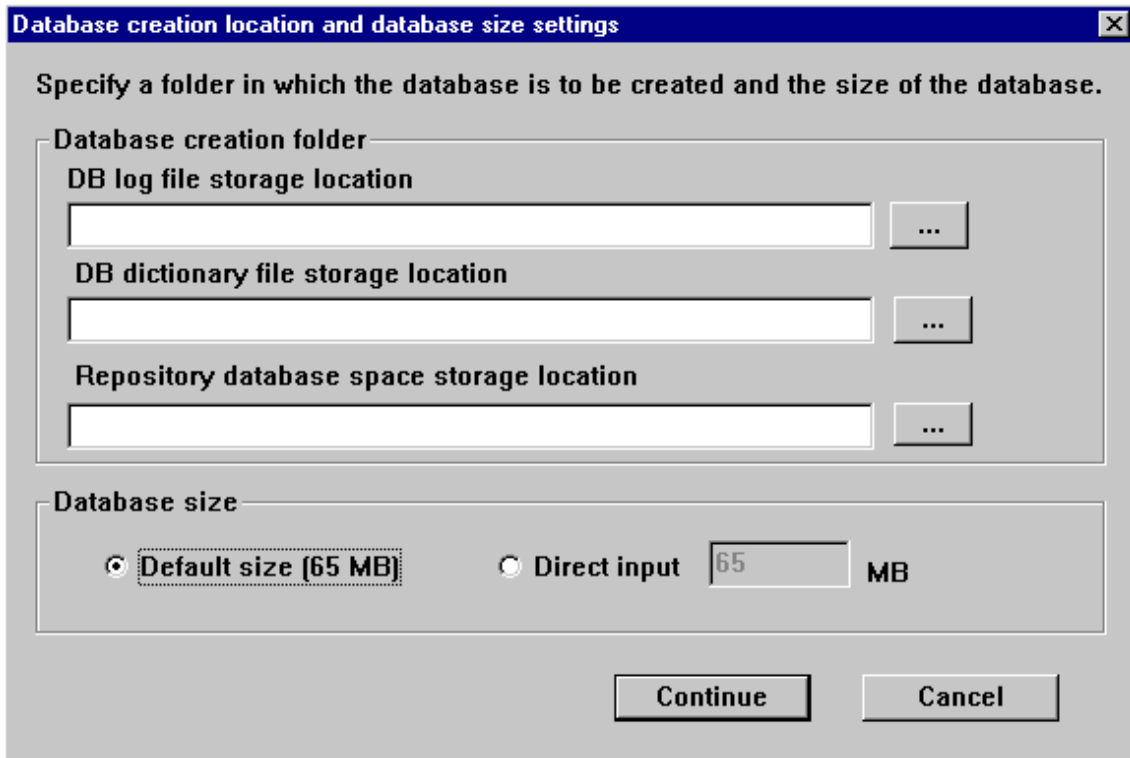 Database creation location and database size settings
Specify a folder in which the database is to be created and the size of the database.
Database creation folder
DB log file storage location
...
DB dictionary file storage location
...
Repository database space storage location
...
Database size
Default size (65 MB) Direct input 65 MB
Continue Cancel